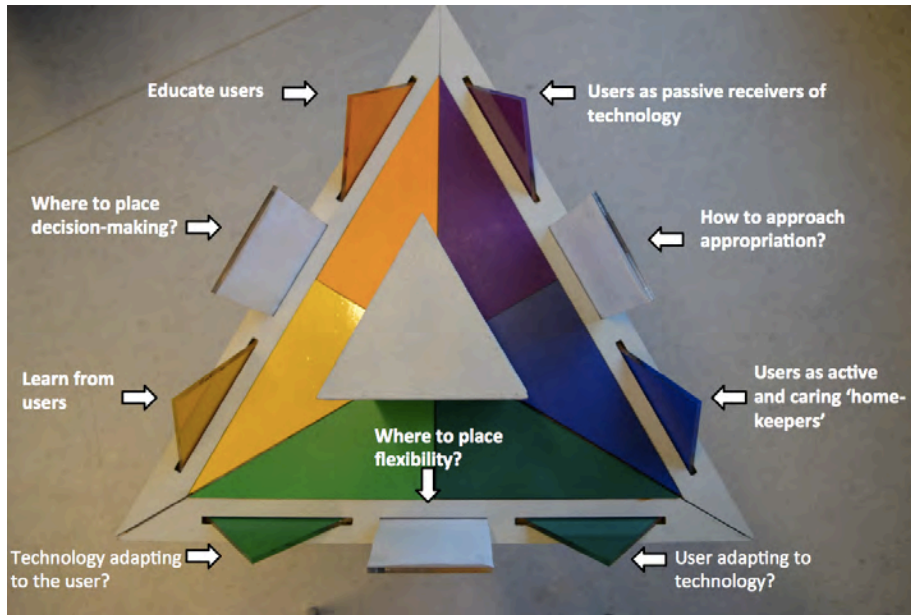 Educate users
Users as passive receivers of
technology
Where to place
decision-making?
How to approach
appropriation?
Learn from
users
Users as active
and caring ‘home-
keepers’
Where to place
flexibility?
Technology adapting
to the user?
User adapting to
technology?